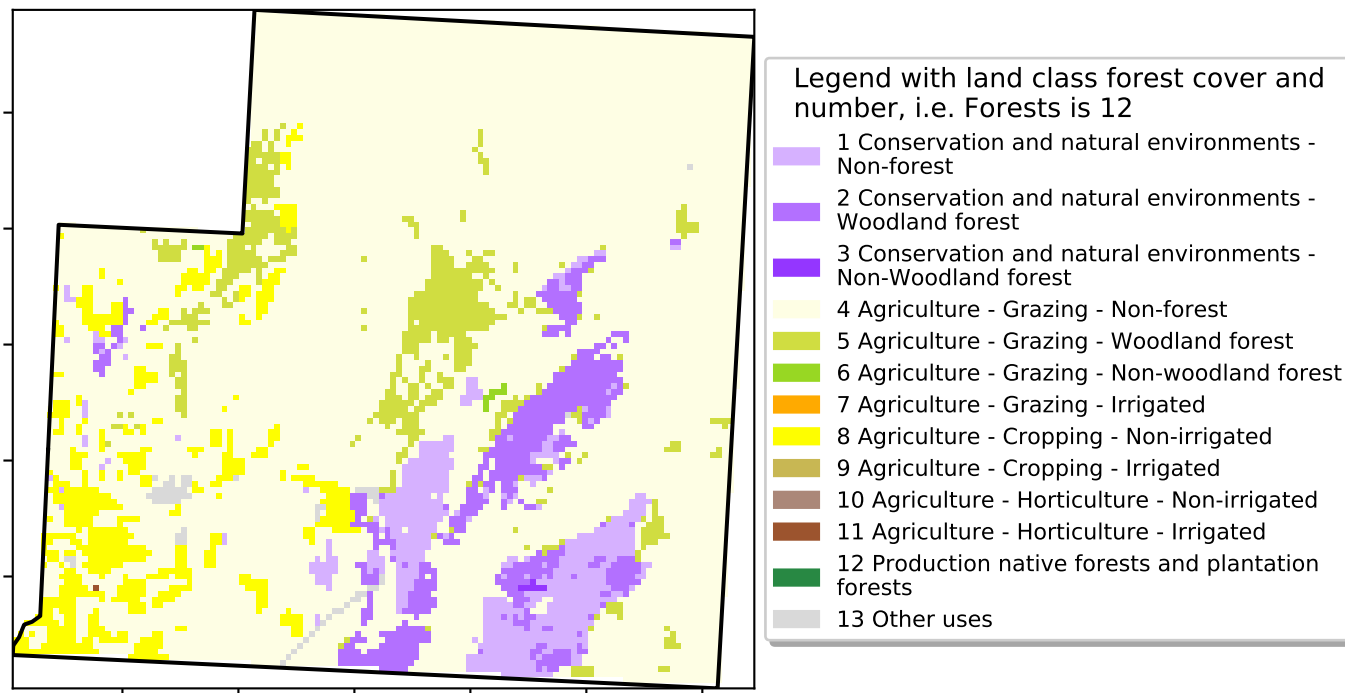 Legend with land class forest cover and
number, i.e. Forests is 12
1 Conservation and natural environments -
Non-forest
2 Conservation and natural environments -
Woodland forest
3 Conservation and natural environments -
Non-Woodland forest
4 Agriculture - Grazing - Non-forest
5 Agriculture - Grazing - Woodland forest
6 Agriculture - Grazing - Non-woodland forest
7 Agriculture - Grazing - Irrigated
8 Agriculture - Cropping - Non-irrigated
9 Agriculture - Cropping - Irrigated
10 Agriculture - Horticulture - Non-irrigated
11 Agriculture - Horticulture - Irrigated
12 Production native forests and plantation
forests
13 Other uses